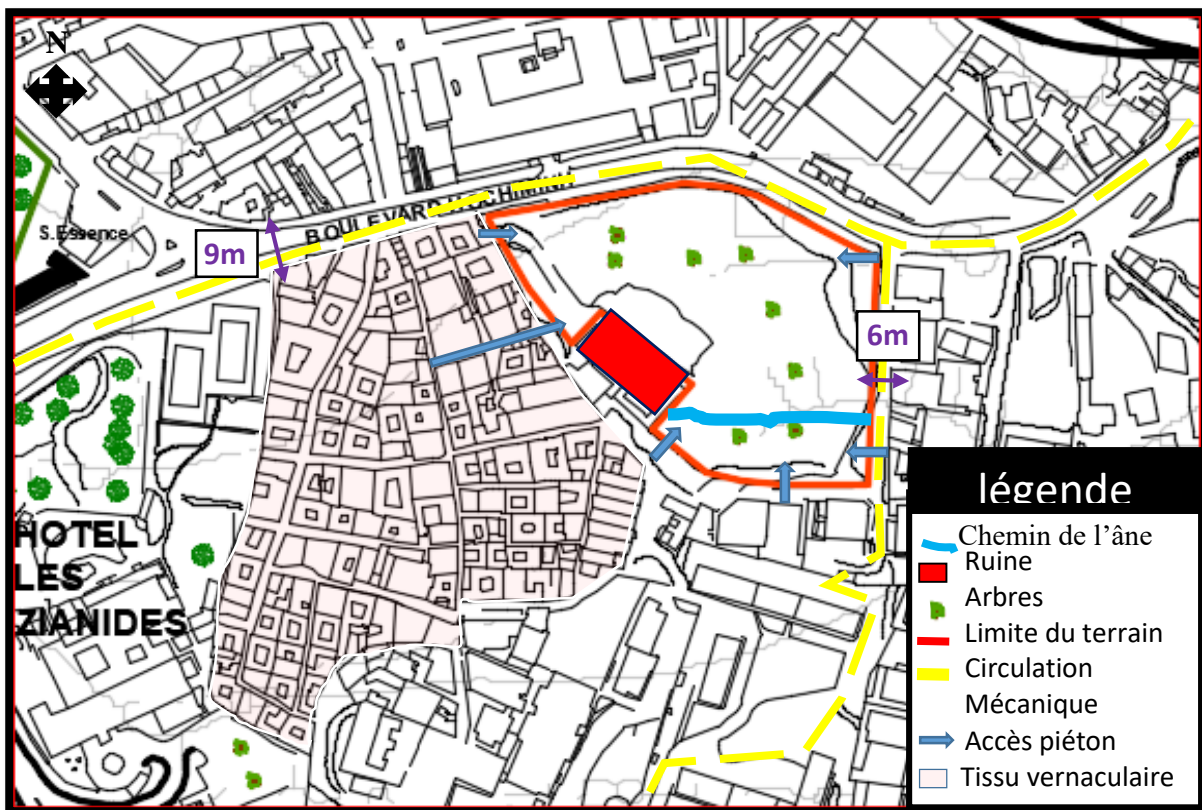 N
BOULEVARD HOCHIMINH
S.Essence
9m
6m
HOTEL
LES
ZIANIDES
légende
Chemin de l'âne
Ruine
Arbres
Limite du terrain
Circulation
Mécanique
Accès piéton
Tissu vernaculaire